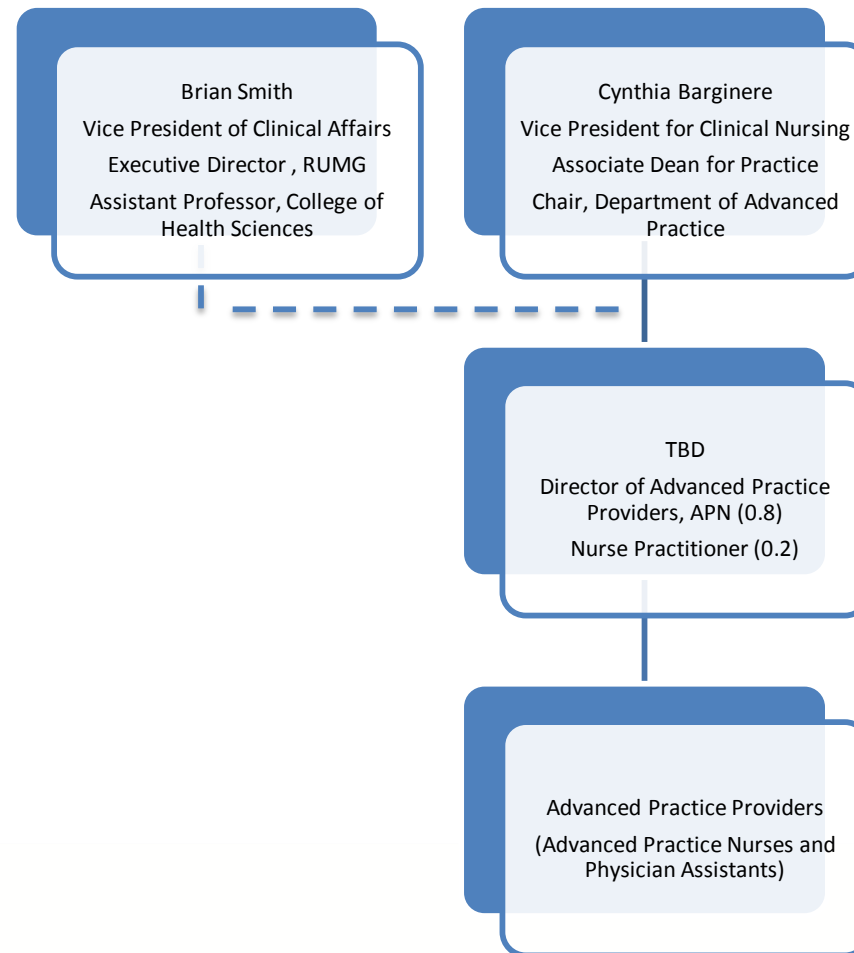 Brian Smith
Vice President of Clinical Affairs
Executive Director , RUMG
Assistant Professor, College of
Health Sciences
Cynthia Barginere
Vice President for Clinical Nursing
Associate Dean for Practice
Chair, Department of Advanced
Practice
TBD
Director of Advanced Practice
Providers, APN (0.8)
Nurse Practitioner (0.2)
Advanced Practice Providers
(Advanced Practice Nurses and
Physician Assistants)